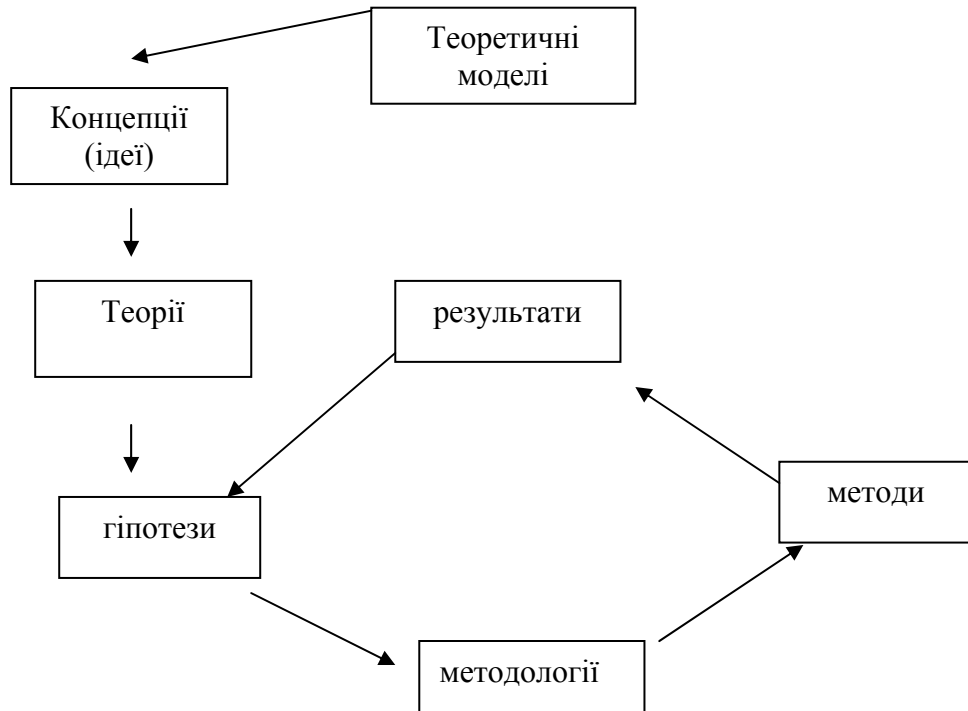 Теоретичні
моделі
Концепції
(ідеї)
Теорії
результати
методи
гіпотези
методології